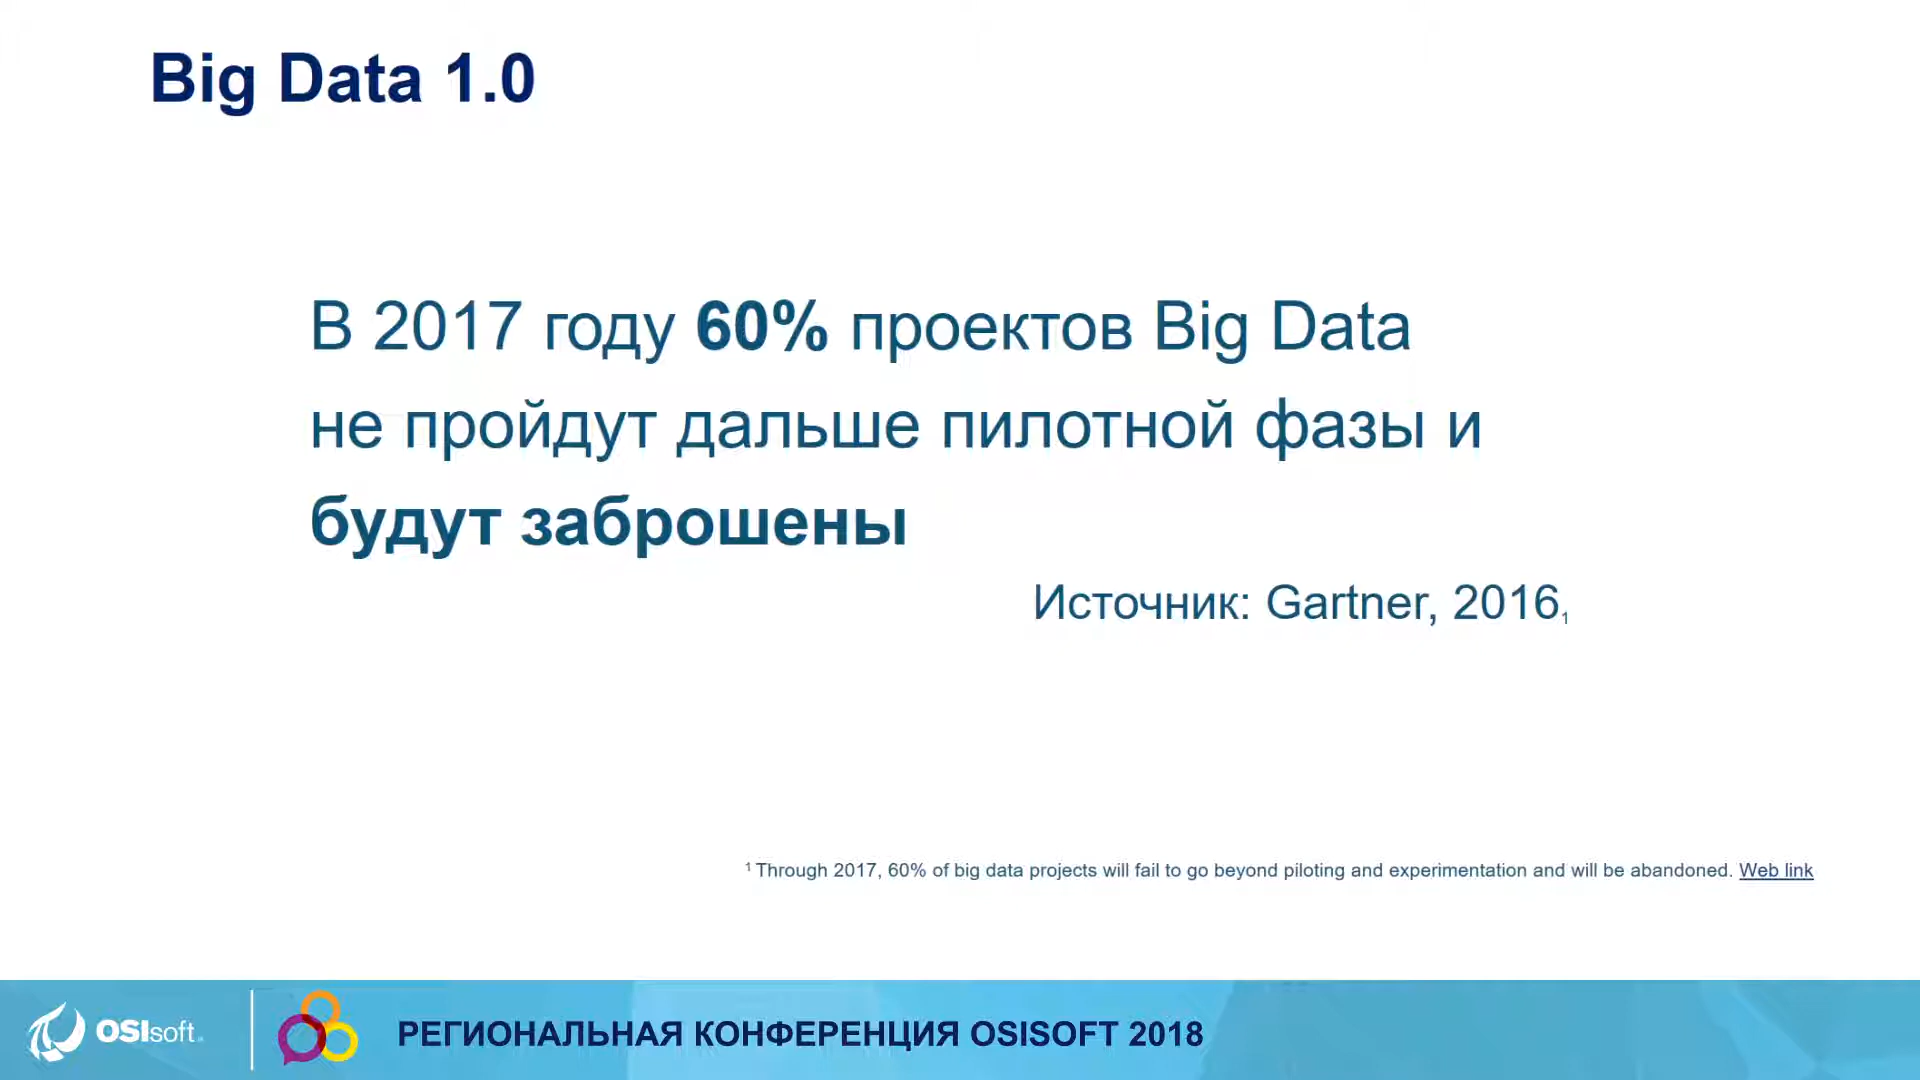 Big Data 1.0
В 2017 году 60% проектов Big Data
не пройдут дальше пилотной фазы и
будут заброшены
Источник: Gartner, 2016,1
1 Through 2017, 60% of big data projects will fail to go beyond piloting and experimentation and will be abandoned. Web link
OSIsoft.
РЕГИОНАЛЬНАЯ КОНФЕРЕНЦИЯ OSISOFT 2018